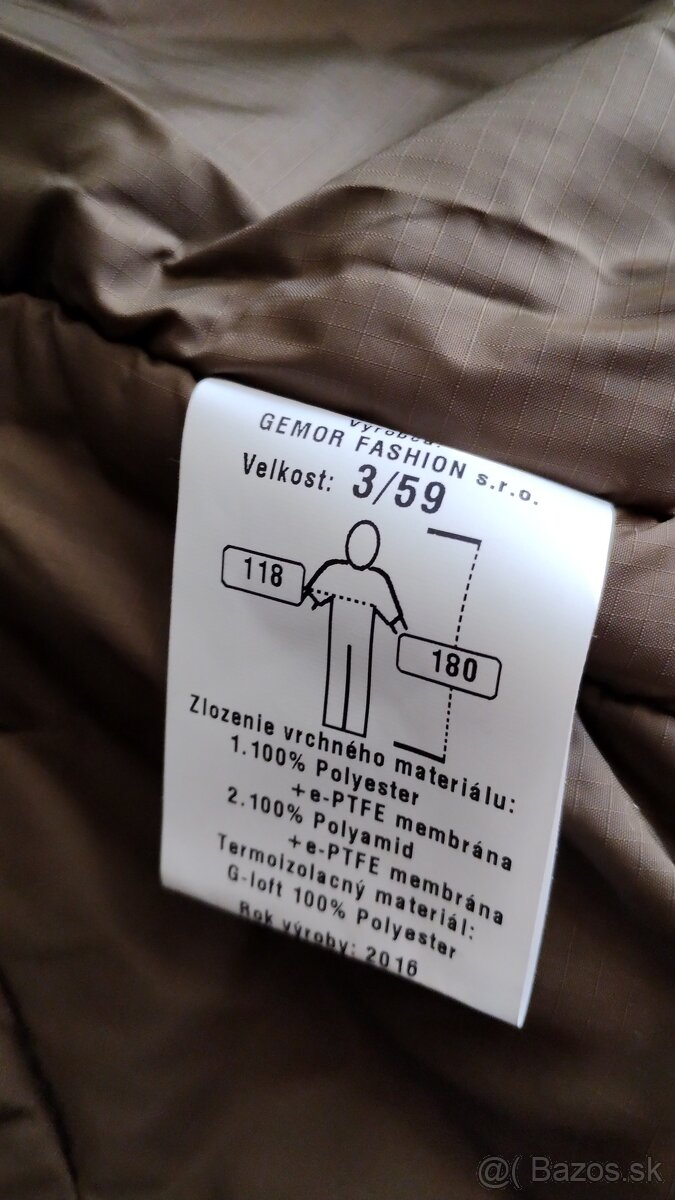 Výrobca:
GEMOR FASHION s.r.o.
Velkost: 3/59
118
180
Zlozenie vrchného materiálu:
1.100% Polyester
+e-PTFE membrána
2.100% Polyamid
+e-PTFE membrána
Termoizolacný materiál:
G-loft 100% Polyester
Rok výroby: 2016
@( Bazos.sk